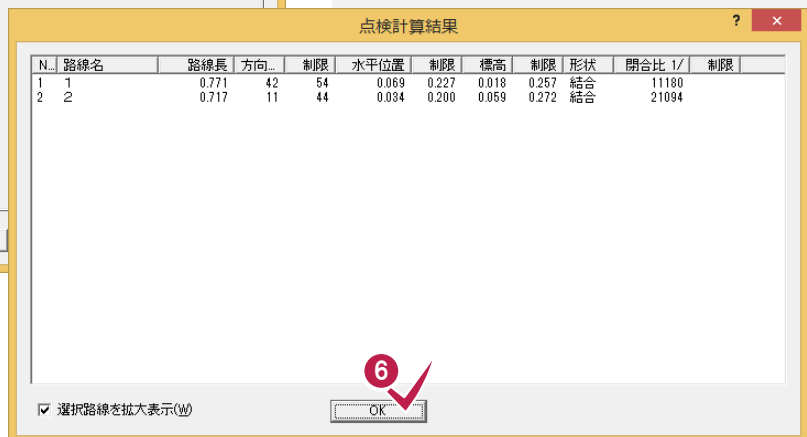 点検計算結果 ? ×
N... 路線名 路線長 方向... 制限 水平位置 制限 標高 制限 形状 閉合比 1/ 制限
1 1 0.771 42 54 0.069 0.227 0.018 0.257 結合 11180
2 2 0.717 11 44 0.034 0.200 0.059 0.272 結合 21094
6
選択路線を拡大表示(W) OK